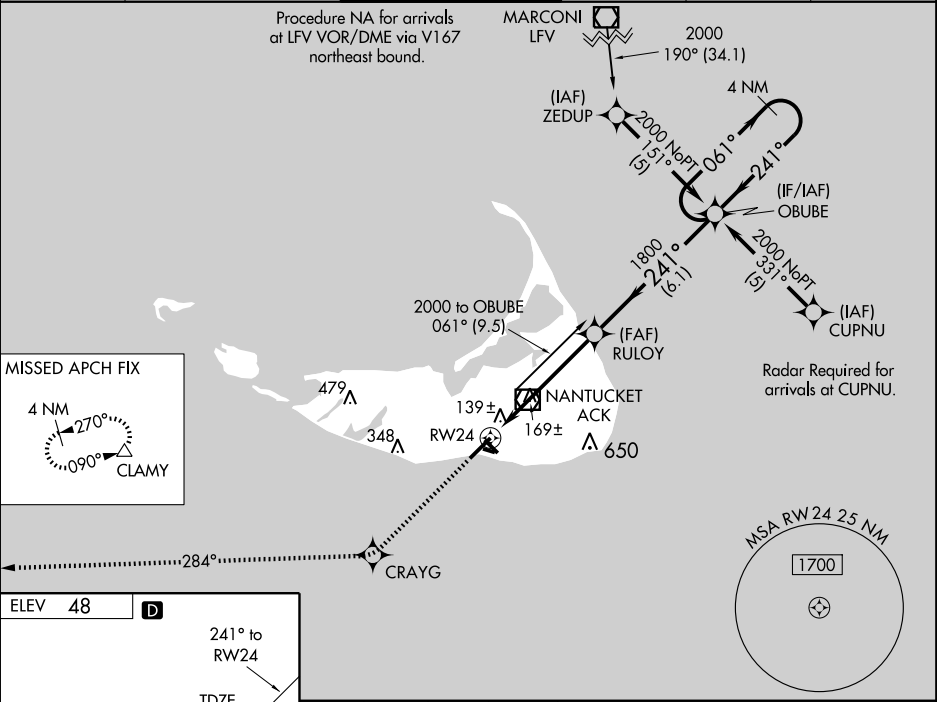 Procedure NA for arrivals
at LFV VOR/DME via V167
northeast bound.
MARCONI
LFV
2000
190° (34.1)
(IAF)
ZEDUP
2000 NoPT
151°
(5)
4 NM
061°
241°
(IF/IAF)
OBUBE
2000 NoPT
331°
(5)
(IAF)
CUPNU
Radar Required for
arrivals at CUPNU.
1800
241°
(6.1)
2000 to OBUBE
061° (9.5)
(FAF)
RULOY
MISSED APCH FIX
4 NM
270°
090°
CLAMY
479
348
139±
RW24
NANTUCKET
ACK
169±
650
284°
CRAYG
MSA RW24 25 NM
1700
ELEV 48
D
241° to
RW24
TDZE